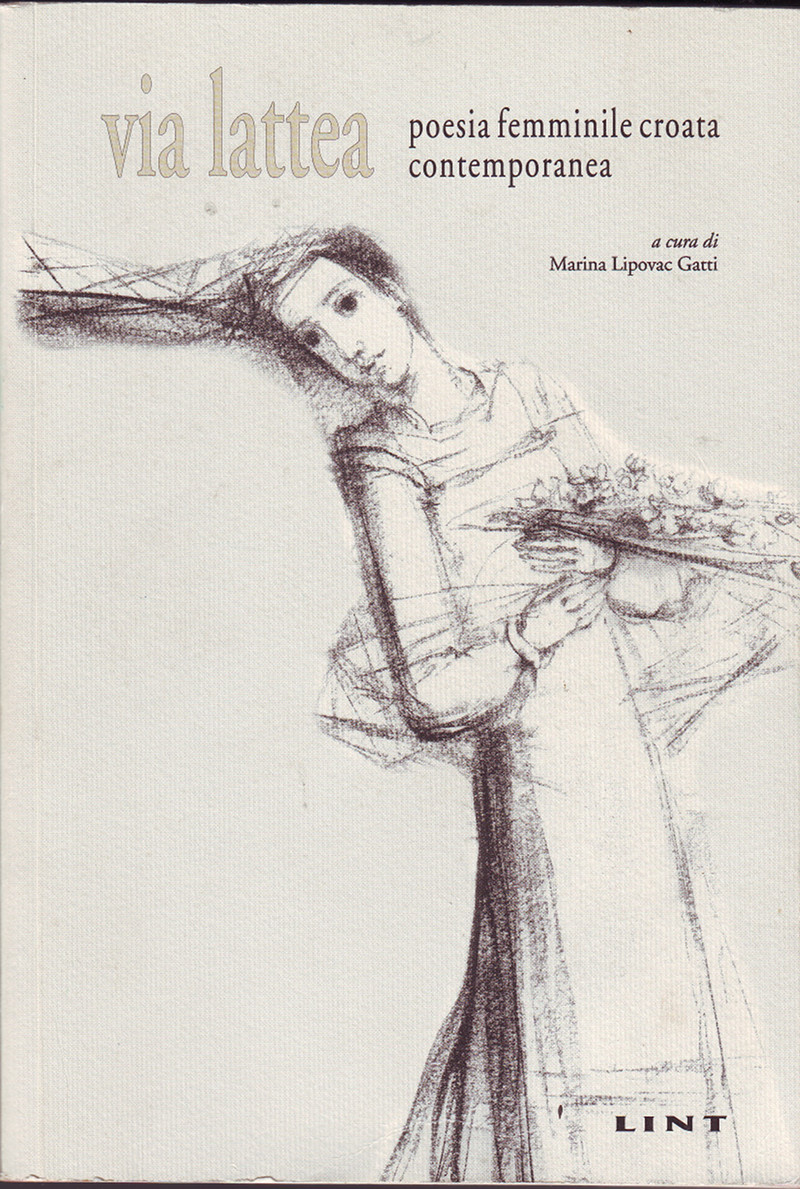 via lattea
poesia femminile croata
contemporanea
a cura di
Marina Lipovac Gatti
LINT